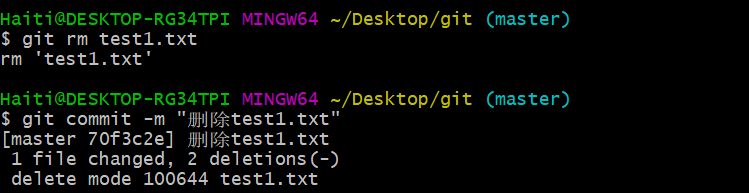 Haiti@DESKTOP-RG34TPI MINGW64 ~/Desktop/git (master)
$ git rm test1.txt
rm 'test1.txt'
Haiti@DESKTOP-RG34TPI MINGW64 ~/Desktop/git (master)
$ git commit -m "删除test1.txt"
[master 70f3c2e] 删除test1.txt
1 file changed, 2 deletions(-)
delete mode 100644 test1.txt